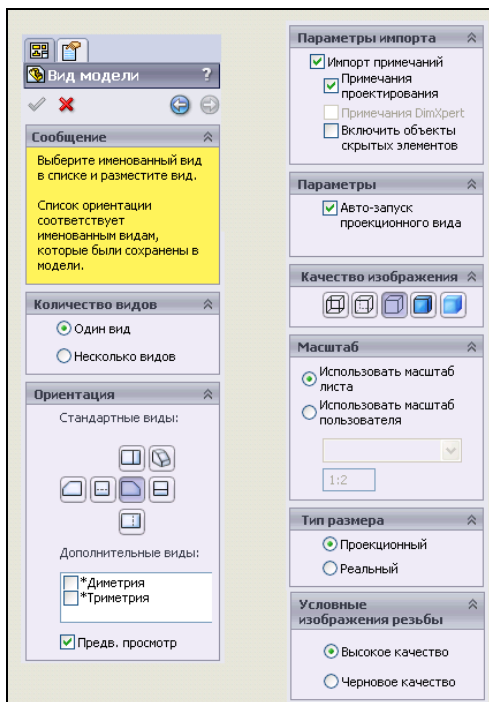 Вид модели ?
Сообщение
Выберите именованный вид
в списке и разместите вид.
Список ориентации
соответствует
именованным видам,
которые были сохранены в
модели.
Количество видов
Один вид
Несколько видов
Ориентация
Стандартные виды:
Дополнительные виды:
*Диметрия
*Триметрия
Предв. просмотр
Параметры импорта
Импорт примечаний
Примечания
проектирования
Примечания DimXpert
Включить объекты
скрытых элементов
Параметры
Авто-запуск
проекционного вида
Качество изображения
Масштаб
Использовать масштаб
листа
Использовать масштаб
пользователя
1:2
Тип размера
Проекционный
Реальный
Условные
изображения резьбы
Высокое качество
Черновое качество